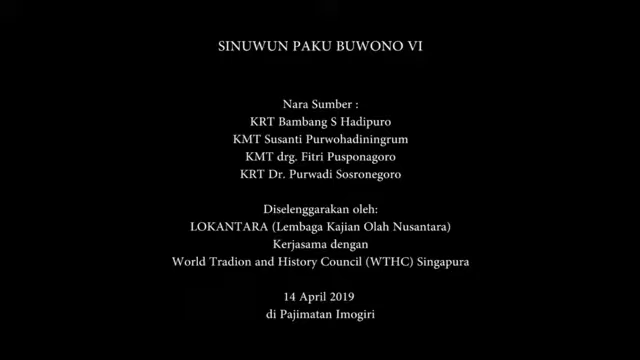 SINUWUN PAKU BUWONO VI
Nara Sumber :
KRT Bambang S Hadipuro
KMT Susanti Purwohadiningrum
KMT drg. Fitri Pusponagoro
KRT Dr. Purwadi Sosronegoro
Diselenggarakan oleh:
LOKANTARA (Lembaga Kajian Olah Nusantara)
Kerjasama dengan
World Tradion and History Council (WTHC) Singapura
14 April 2019
di Pajimatan Imogiri